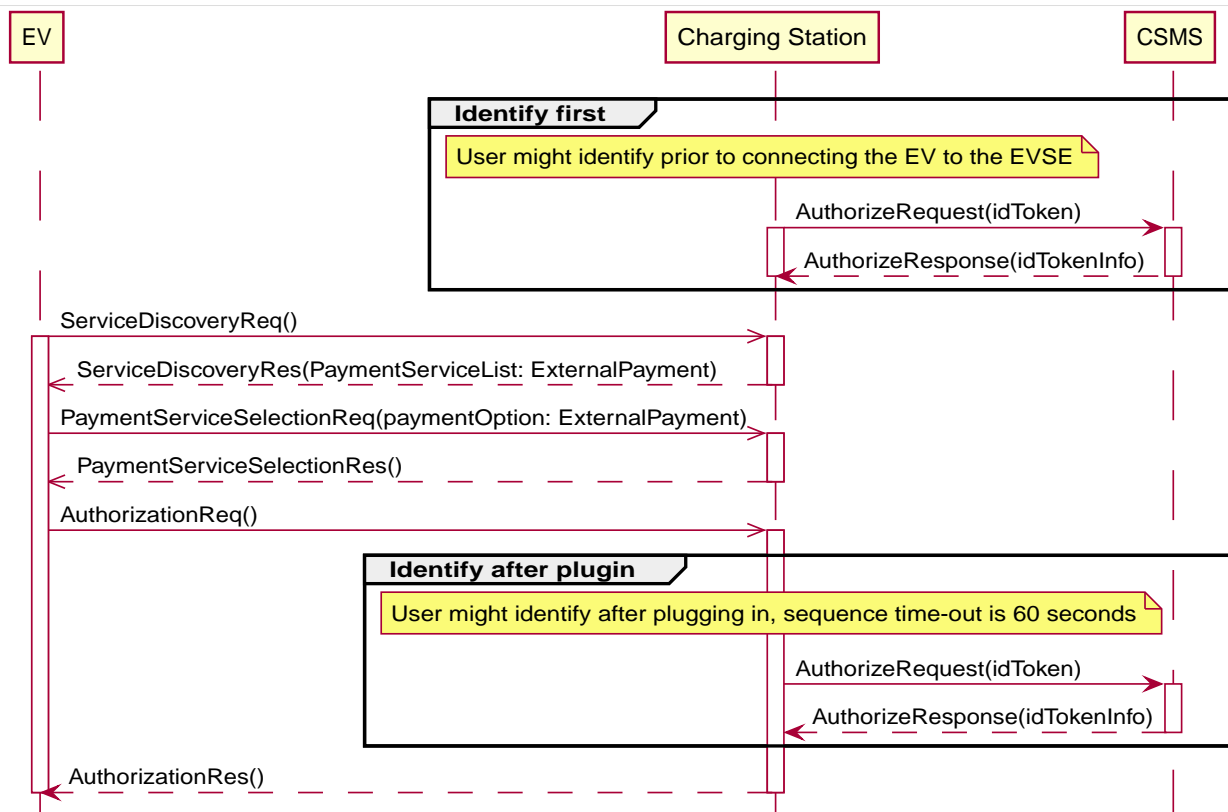 EV
Charging Station
CSMS
Identify first
User might identify prior to connecting the EV to the EVSE
AuthorizeRequest(idToken)
AuthorizeResponse(idTokenInfo)
ServiceDiscoveryReq()
ServiceDiscoveryRes(PaymentServiceList: ExternalPayment)
PaymentServiceSelectionReq(paymentOption: ExternalPayment)
PaymentServiceSelectionRes()
AuthorizationReq()
Identify after plugin
User might identify after plugging in, sequence time-out is 60 seconds
AuthorizeRequest(idToken)
AuthorizeResponse(idTokenInfo)
AuthorizationRes()